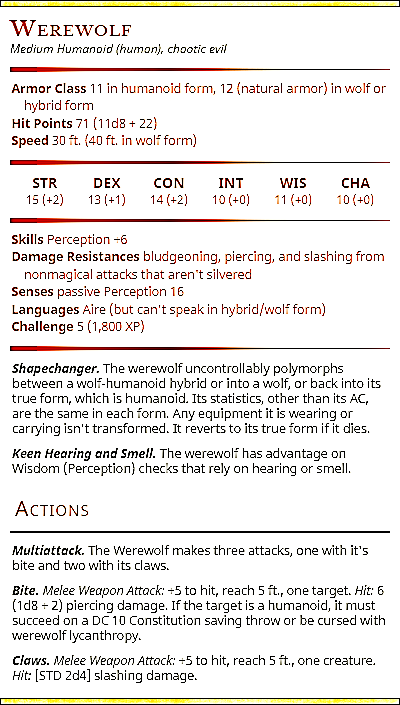 Werewolf
Medium Humanoid (human), chaotic evil
Armor Class 11 in humanoid form, 12 (natural armor) in wolf or
hybrid form
Hit Points 71 (11d8 + 22)
Speed 30 ft. (40 ft. in wolf form)
STR DEX CON INT WIS CHA
15 (+2) 13 (+1) 14 (+2) 10 (+0) 11 (+0) 10 (+0)
Skills Perception +6
Damage Resistances bludgeoning, piercing, and slashing from
nonmagical attacks that aren't silvered
Senses passive Perception 16
Languages Aire (but can't speak in hybrid/wolf form)
Challenge 5 (1,800 XP)
Shapechanger. The werewolf uncontrollably polymorphs
between a wolf-humanoid hybrid or into a wolf, or back into its
true form, which is humanoid. Its statistics, other than its AC,
are the same in each form. Any equipment it is wearing or
carrying isn't transformed. It reverts to its true form if it dies.
Keen Hearing and Smell. The werewolf has advantage on
Wisdom (Perception) checks that rely on hearing or smell.
Actions
Multiattack. The Werewolf makes three attacks, one with it's
bite and two with its claws.
Bite. Melee Weapon Attack: +5 to hit, reach 5 ft., one target. Hit: 6
(1d8 + 2) piercing damage. If the target is a humanoid, it must
succeed on a DC 10 Constitution saving throw or be cursed with
werewolf lycanthropy.
Claws. Melee Weapon Attack: +5 to hit, reach 5 ft., one creature.
Hit: [STD 2d4] slashing damage.